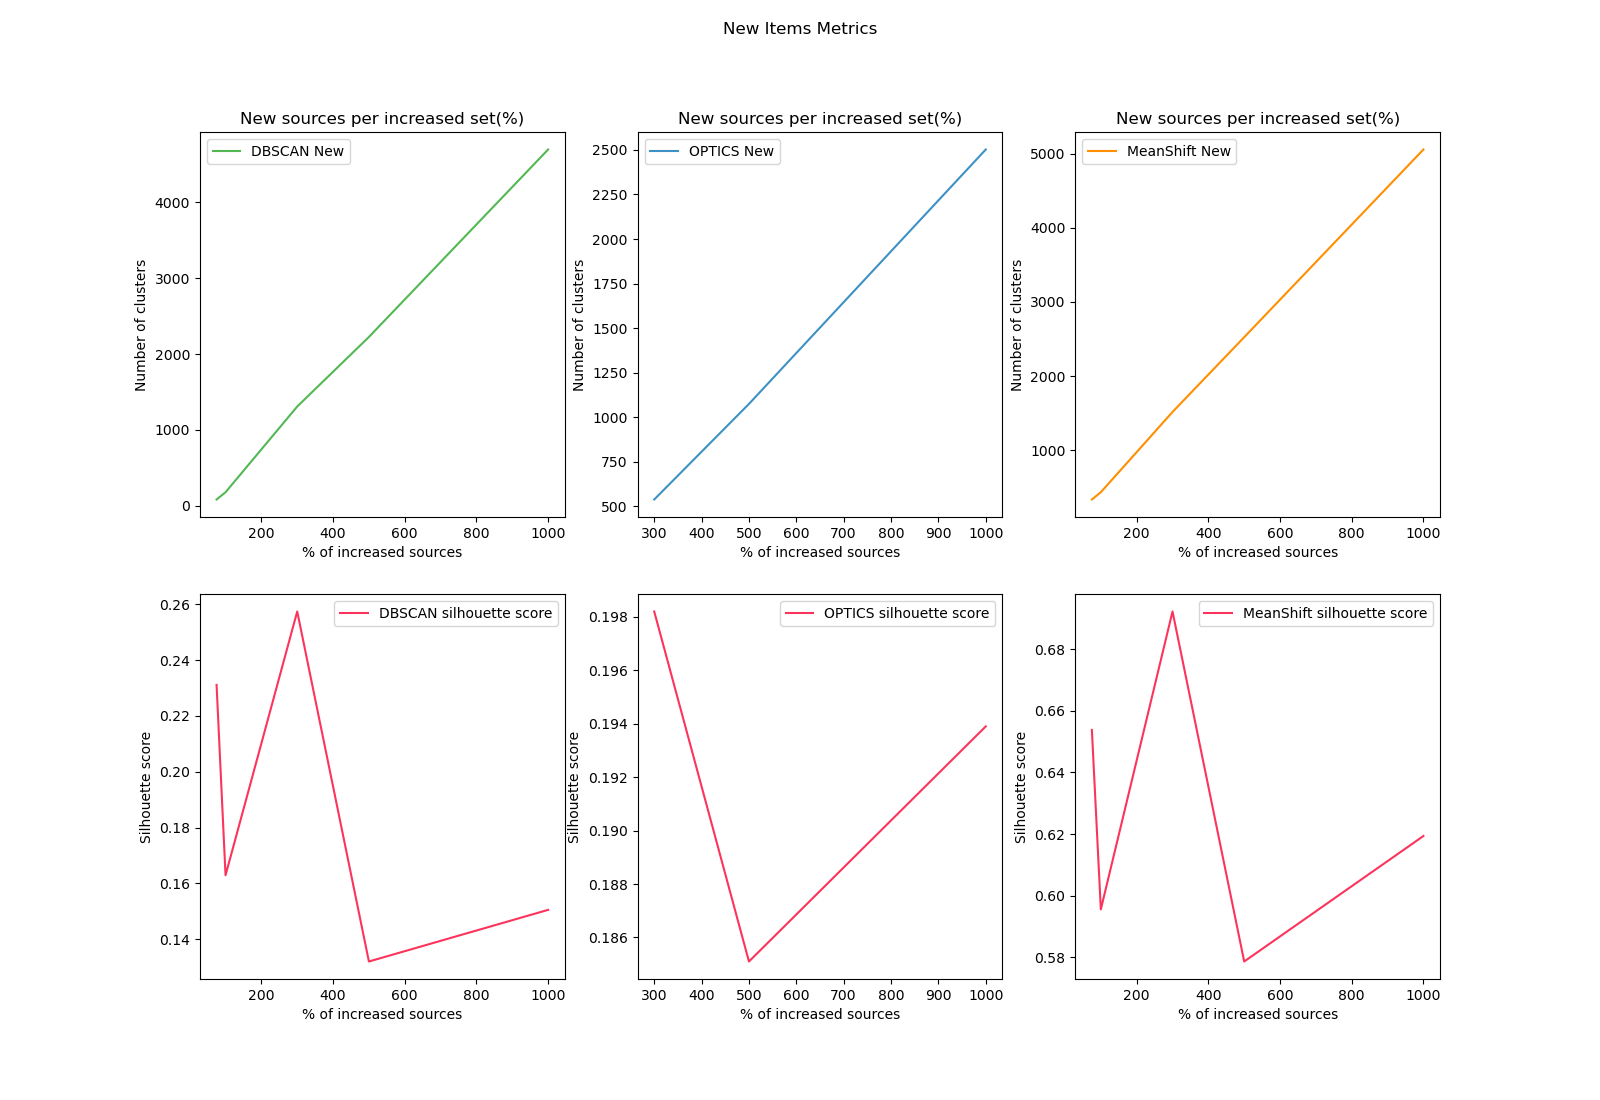 New Items Metrics
New sources per increased set(%)
DBSCAN New
4000
3000
2000
1000
0
Number of clusters
200 400 600 800 1000
% of increased sources
New sources per increased set(%)
OPTICS New
2500
2250
2000
1750
1500
1250
1000
750
500
Number of clusters
300 400 500 600 700 800 900 1000
% of increased sources
New sources per increased set(%)
MeanShift New
5000
4000
3000
2000
1000
Number of clusters
200 400 600 800 1000
% of increased sources
DBSCAN silhouette score
0.26
0.24
0.22
0.20
0.18
0.16
0.14
Silhouette score
200 400 600 800 1000
% of increased sources
OPTICS silhouette score
0.198
0.196
0.194
0.192
0.190
0.188
0.186
Silhouette score
300 400 500 600 700 800 900 1000
% of increased sources
MeanShift silhouette score
0.68
0.66
0.64
0.62
0.60
0.58
Silhouette score
200 400 600 800 1000
% of increased sources